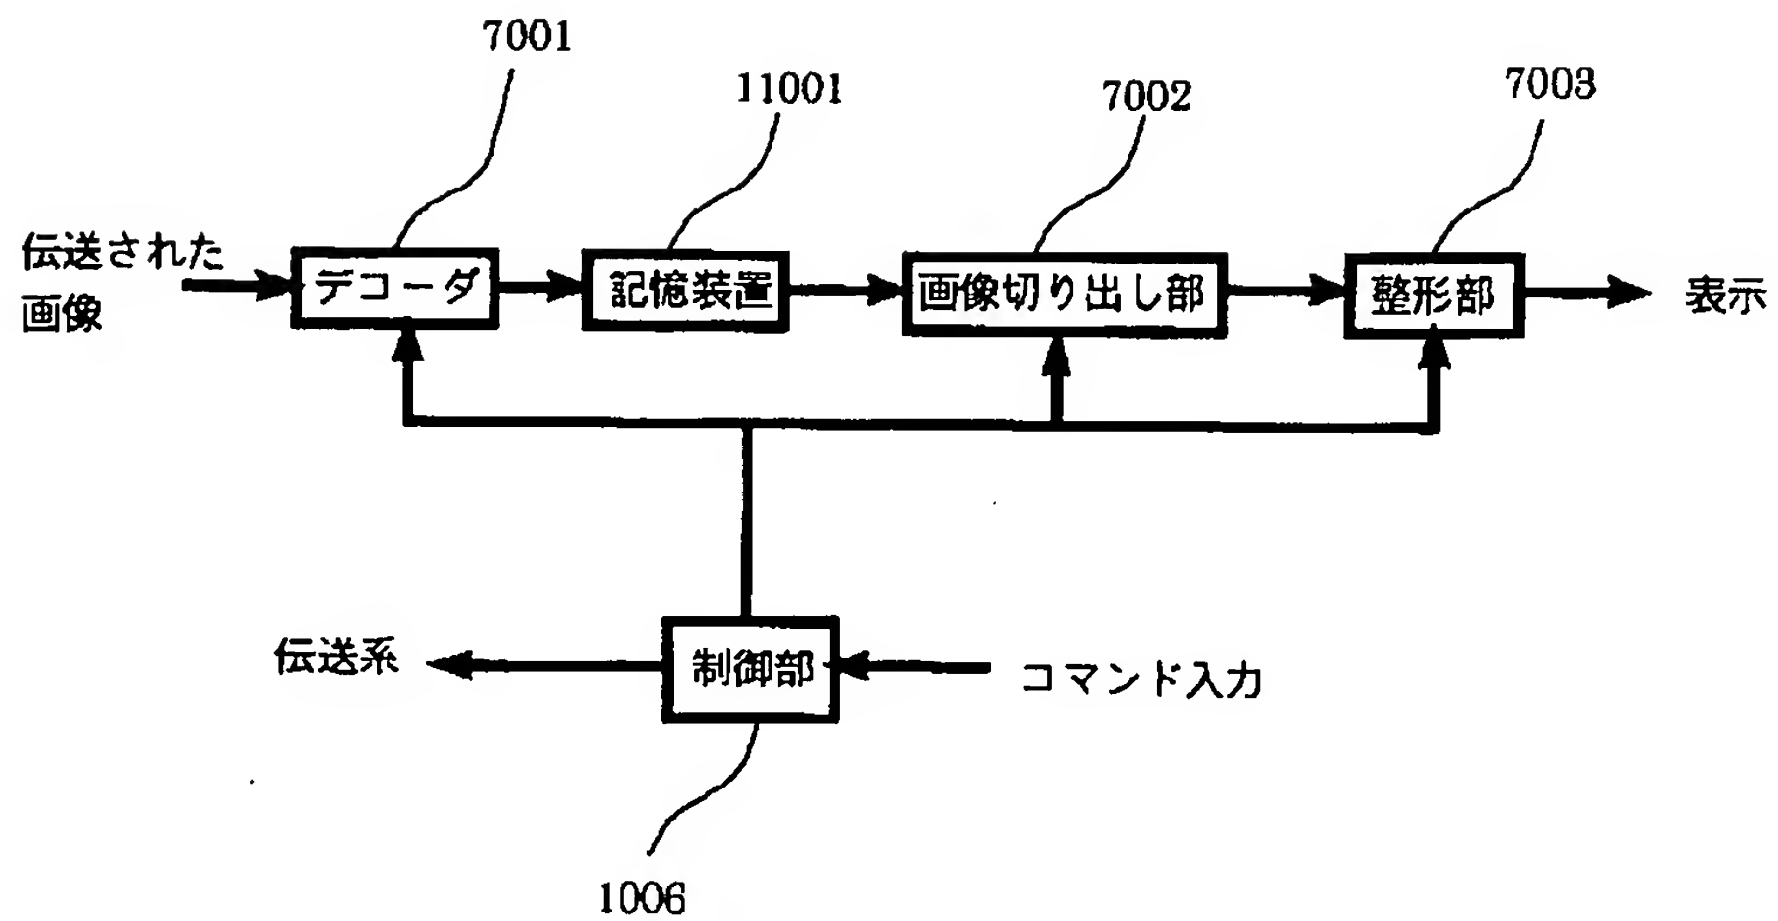 7001
11001
7002
7003
伝送された
画像
デコーダ
記憶装置
画像切り出し部
整形部
表示
伝送系
制御部
コマンド入力
1006